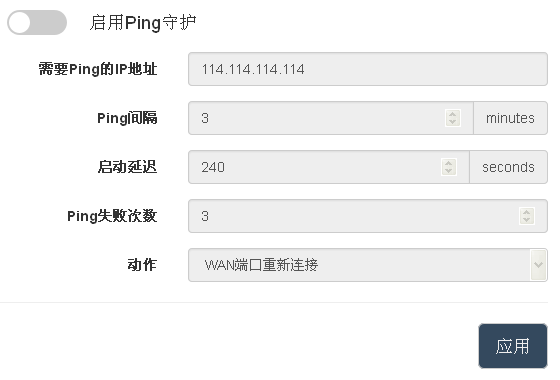 启用Ping守护
需要Ping的IP地址 114.114.114.114
Ping间隔 3 minutes
启动延迟 240 seconds
Ping失败次数 3
动作 WAN端口重新连接
应用